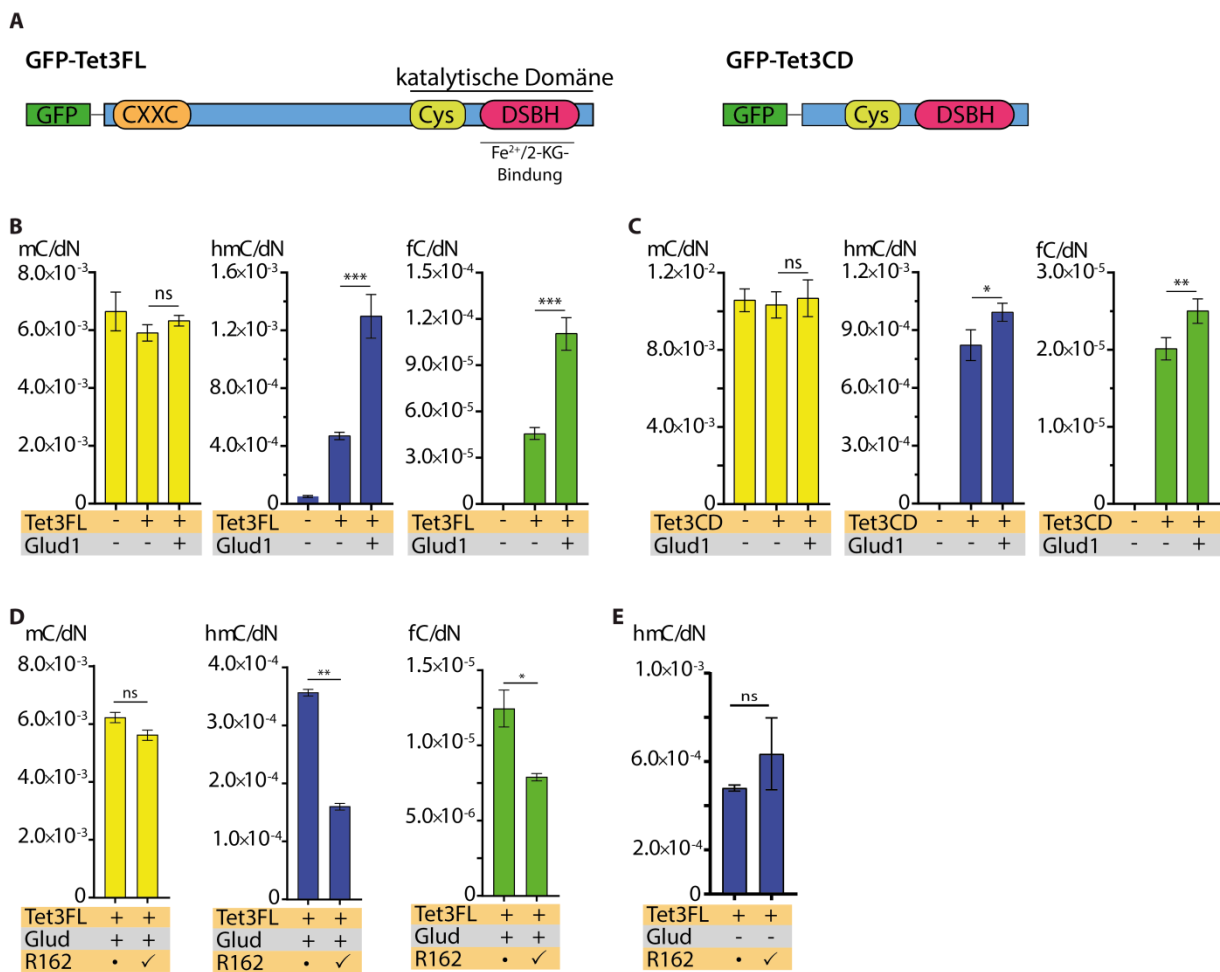 A
GFP-Tet3FL
GFP-Tet3CD
katalytische Domäne
GFP
CXXC
Cys
DSBH
GFP
Cys
DSBH
Fe²⁺/2-KG-
Bindung
B
mC/dN
8.0×10⁻³
6.0×10⁻³
4.0×10⁻³
2.0×10⁻³
0
ns
Tet3FL - + +
Glud1 - - +
hmC/dN
1.6×10⁻³
1.2×10⁻³
8.0×10⁻⁴
4.0×10⁻⁴
0
***
Tet3FL - + +
Glud1 - - +
fC/dN
1.5×10⁻⁴
1.2×10⁻⁴
9.0×10⁻⁵
6.0×10⁻⁵
3.0×10⁻⁵
0
***
Tet3FL - + +
Glud1 - - +
C
mC/dN
1.2×10⁻²
9.0×10⁻³
6.0×10⁻³
3.0×10⁻³
0
ns
Tet3CD - + +
Glud1 - - +
hmC/dN
1.2×10⁻³
9.0×10⁻⁴
6.0×10⁻⁴
3.0×10⁻⁴
0
*
Tet3CD - + +
Glud1 - - +
fC/dN
3.0×10⁻⁵
2.0×10⁻⁵
1.0×10⁻⁵
0
**
Tet3CD - + +
Glud1 - - +
D
mC/dN
8.0×10⁻³
6.0×10⁻³
4.0×10⁻³
2.0×10⁻³
0
ns
Tet3FL + +
Glud + +
R162 • ✓
hmC/dN
4.0×10⁻⁴
3.0×10⁻⁴
2.0×10⁻⁴
1.0×10⁻⁴
0
**
Tet3FL + +
Glud + +
R162 • ✓
fC/dN
1.5×10⁻⁵
1.0×10⁻⁵
5.0×10⁻⁶
0
*
Tet3FL + +
Glud + +
R162 • ✓
E
hmC/dN
1.0×10⁻³
6.0×10⁻⁴
2.0×10⁻⁴
0
ns
Tet3FL + +
Glud - -
R162 • ✓